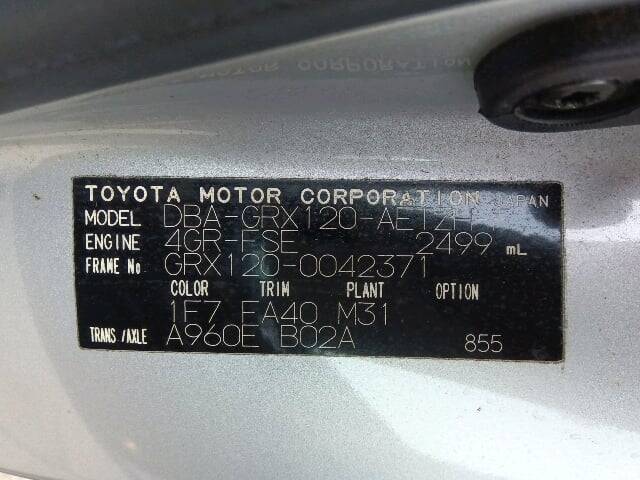 TOYOTA MOTOR CORPORATION JAPAN
MODEL DBA-GRX120-AETZH
ENGINE 4GR-FSE 2499 mL
FRAME No GRX120-0042371
COLOR TRIM PLANT OPTION
1F7 FA40 M31
TRANS./AXLE A960E B02A 855